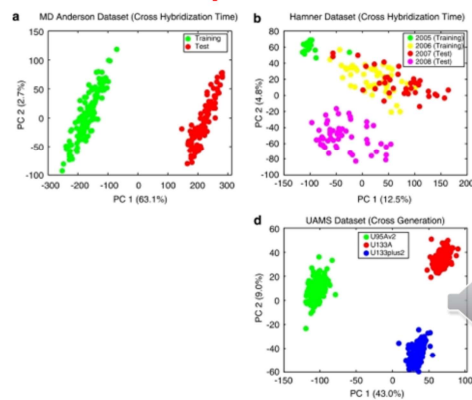 a MD Anderson Dataset (Cross Hybridization Time)
150
100
50
0
-50
-100
-300 -200 -100 0 100 200 300
PC 2 (2.7%)
PC 1 (63.1%)
Training
Test
b Hamner Dataset (Cross Hybridization Time)
80
60
40
20
0
-20
-40
-60
-80
-100
-150 -100 -50 0 50 100 150 200
PC 2 (4.8%)
PC 1 (12.5%)
2005 (Training)
2006 (Training)
2007 (Test)
2008 (Test)
d UAMS Dataset (Cross Generation)
60
40
20
0
-20
-40
-60
-150 -100 -50 0 50 100
PC 2 (9.0%)
PC 1 (43.0%)
U95Av2
U133A
U133plus2